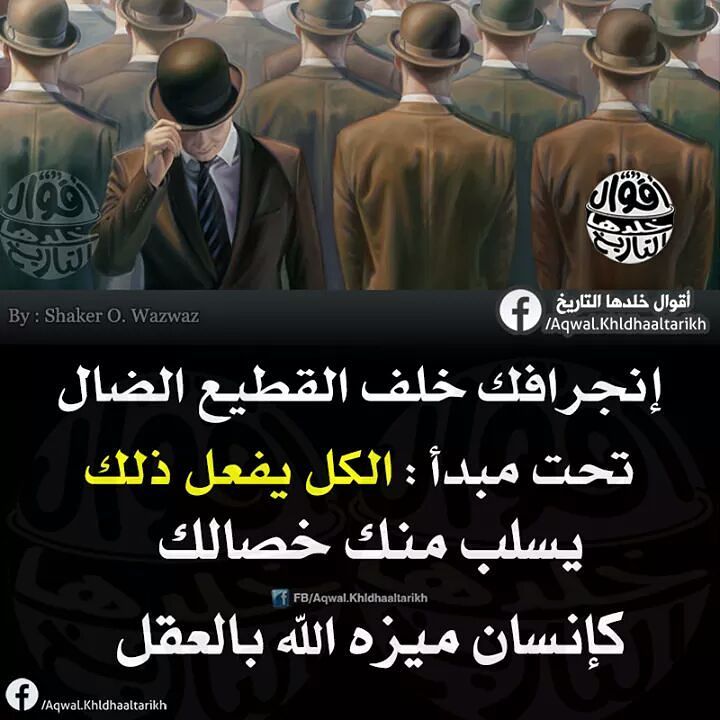 أقوال
خلدها
التاريخ
أقوال
خلدها
التاريخ
By : Shaker O. Wazwaz
أقوال خلدها التاريخ
/Aqwal.Khldhaaltarikh
إنجرافك خلف القطيع الضال
تحت مبدأ : الكل يفعل ذلك
يسلب منك خصالك
FB/Aqwal.Khldhaaltarikh
كإنسان ميزه الله بالعقل
/Aqwal.Khldhaaltarikh